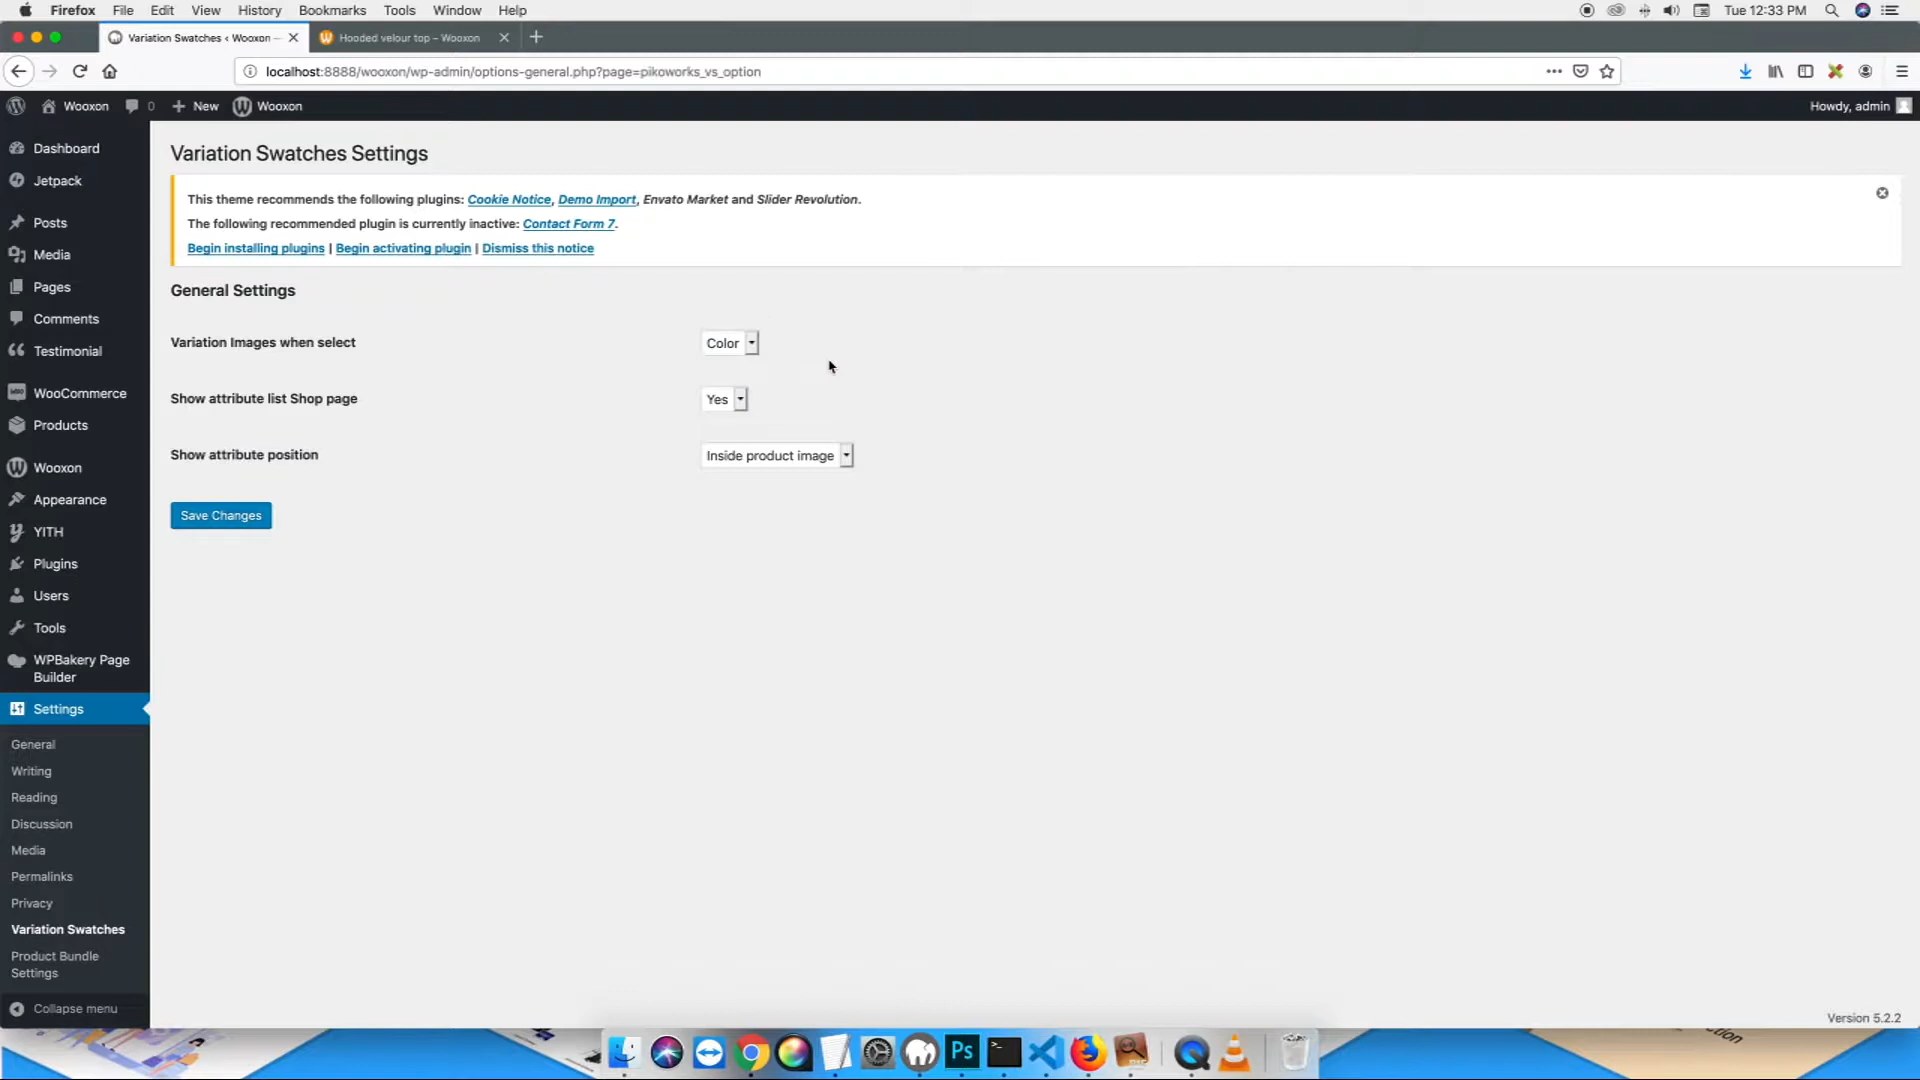 Firefox File Edit View History Bookmarks Tools Window Help
Tue 12:33 PM
Variation Swatches ‹ Wooxon —
Hooded velour top – Wooxon
localhost:8888/wooxon/wp-admin/options-general.php?page=pikoworks_vs_option
Wooxon 0 New Wooxon
Howdy, admin
Dashboard
Jetpack
Posts
Media
Pages
Comments
Testimonial
WooCommerce
Products
Wooxon
Appearance
YITH
Plugins
Users
Tools
WPBakery Page
Builder
Settings
General
Writing
Reading
Discussion
Media
Permalinks
Privacy
Variation Swatches
Product Bundle
Settings
Collapse menu
Variation Swatches Settings
This theme recommends the following plugins: Cookie Notice, Demo Import, Envato Market and Slider Revolution.
The following recommended plugin is currently inactive: Contact Form 7.
Begin installing plugins | Begin activating plugin | Dismiss this notice
General Settings
Variation Images when select
Color
Show attribute list Shop page
Yes
Show attribute position
Inside product image
Save Changes
Version 5.2.2
Ps